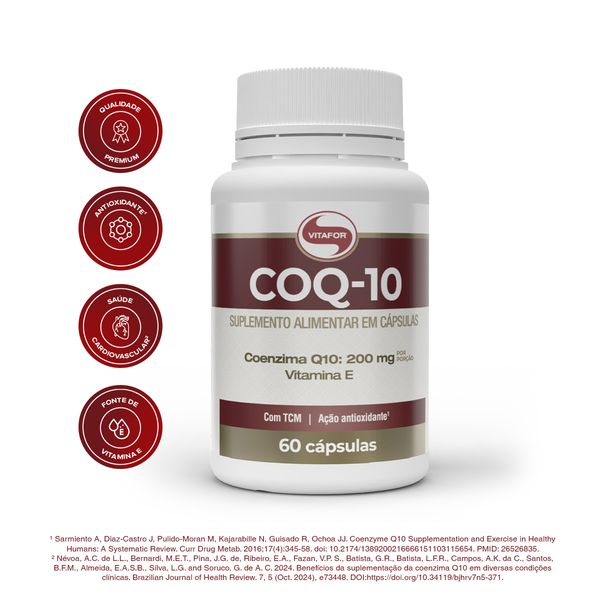 QUALIDADE
PREMIUM
ANTIOXIDANTE¹
SAÚDE
CARDIOVASCULAR²
FONTE DE
E
VITAMINA E
VITAFOR
COQ-10
SUPLEMENTO ALIMENTAR EM CÁPSULAS
Coenzima Q10: 200 mg POR PORÇÃO
Vitamina E
Com TCM | Ação antioxidante¹
60 cápsulas
¹ Sarmiento A, Diaz-Castro J, Pulido-Moran M, Kajarabille N, Guisado R, Ochoa JJ. Coenzyme Q10 Supplementation and Exercise in Healthy
Humans: A Systematic Review. Curr Drug Metab. 2016;17(4):345-58. doi: 10.2174/1389200216666151103115654. PMID: 26526835.
² Névoa, A.C. de L.L., Bernardi, M.E.T., Pina, J.G. de, Ribeiro, E.A., Fazan, V.P. S., Batista, G.R., Batista, L.F.R., Campos, A.K. da C., Santos,
B.F.M., Almeida, E.A.S.B., Silva, L.G. and Soruco, G. de A. C. 2024. Benefícios da suplementação da coenzima Q10 em diversas condições
clínicas. Brazilian Journal of Health Review. 7, 5 (Oct. 2024), e73448. DOI:https://doi.org/10.34119/bjhrv7n5-371.